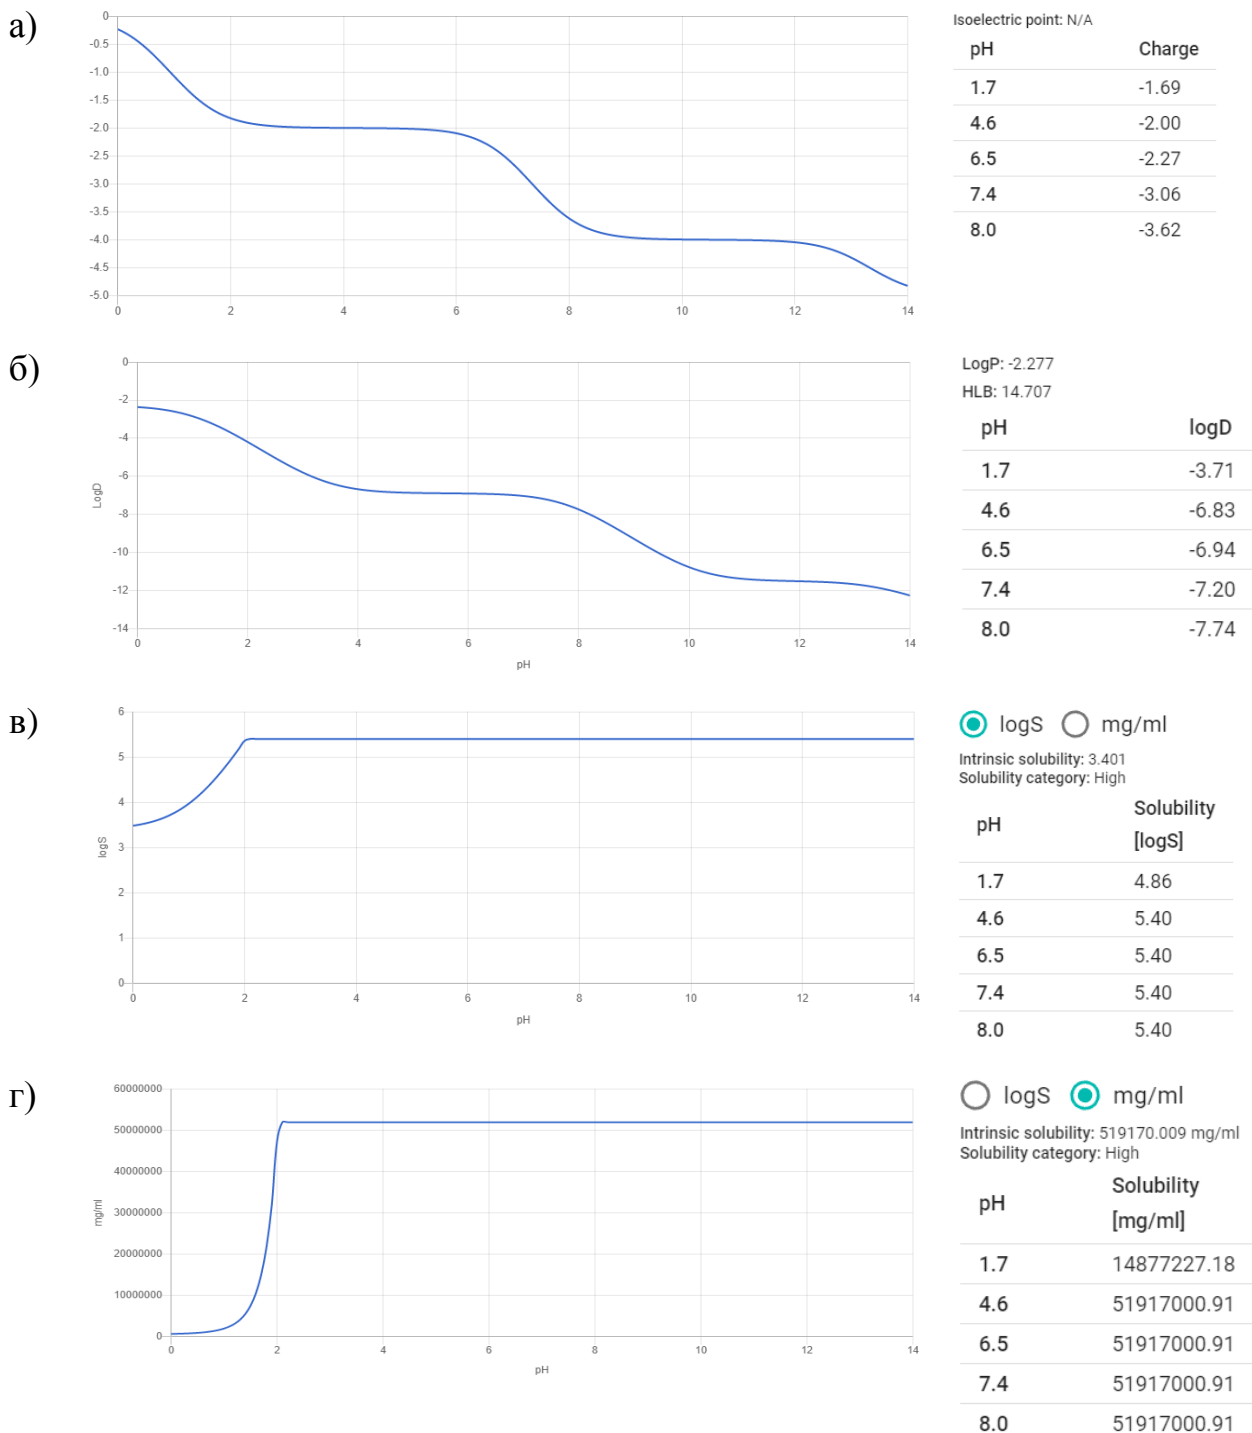 а)
0
-0.5
-1.0
-1.5
-2.0
-2.5
-3.0
-3.5
-4.0
-4.5
-5.0
0 2 4 6 8 10 12 14
Isoelectric point: N/A
pH Charge
1.7 -1.69
4.6 -2.00
6.5 -2.27
7.4 -3.06
8.0 -3.62
б)
0
-2
-4
-6
-8
-10
-12
-14
LogD
0 2 4 6 8 10 12 14
pH
LogP: -2.277
HLB: 14.707
pH logD
1.7 -3.71
4.6 -6.83
6.5 -6.94
7.4 -7.20
8.0 -7.74
в)
6
5
4
3
2
1
0
logS
0 2 4 6 8 10 12 14
pH
logS mg/ml
Intrinsic solubility: 3.401
Solubility category: High
pH Solubility
[logS]
1.7 4.86
4.6 5.40
6.5 5.40
7.4 5.40
8.0 5.40
г)
60000000
50000000
40000000
30000000
20000000
10000000
0
mg/ml
0 2 4 6 8 10 12 14
pH
logS mg/ml
Intrinsic solubility: 519170.009 mg/ml
Solubility category: High
pH Solubility
[mg/ml]
1.7 14877227.18
4.6 51917000.91
6.5 51917000.91
7.4 51917000.91
8.0 51917000.91